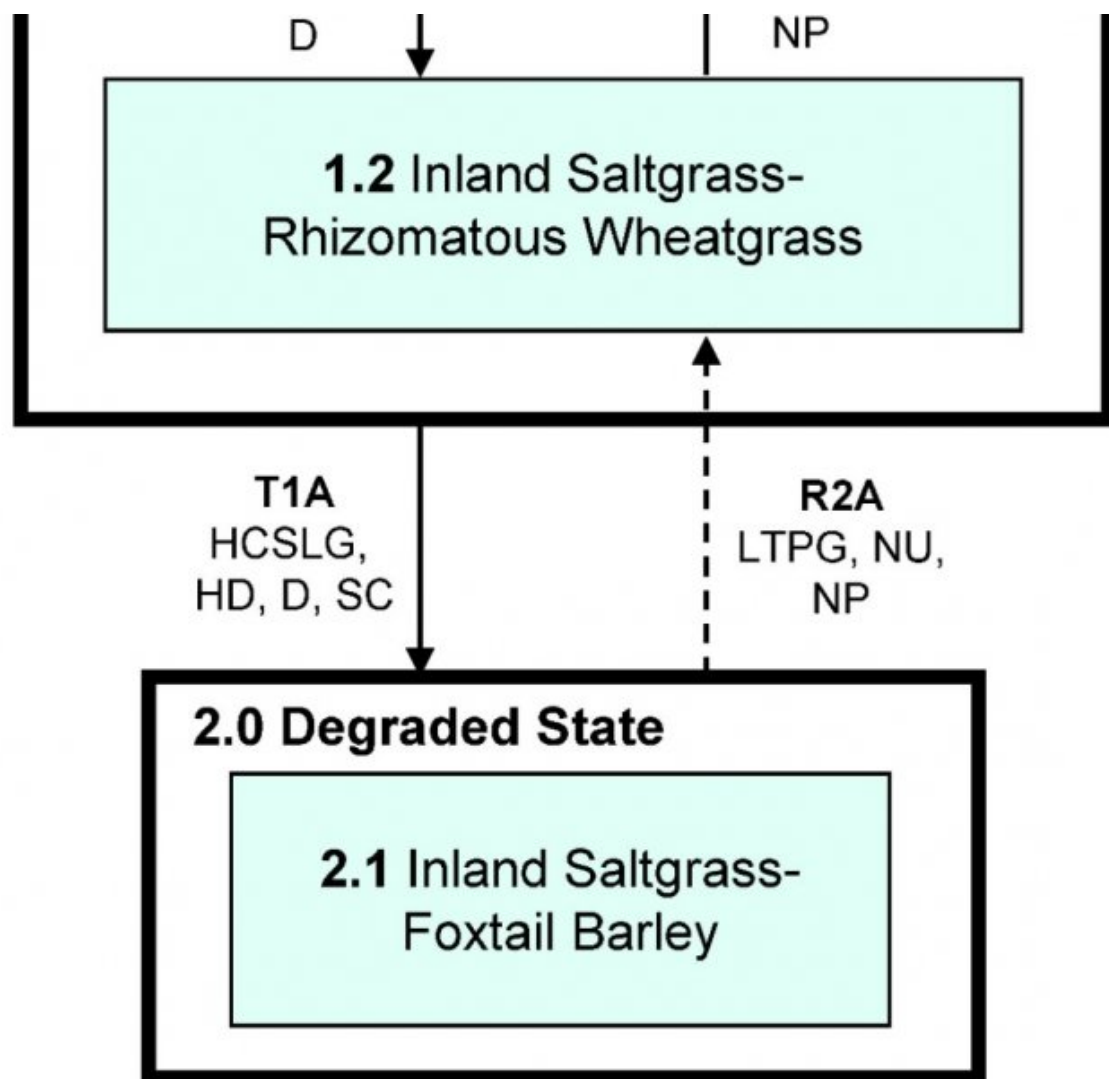 D
NP
1.2 Inland Saltgrass-
Rhizomatous Wheatgrass
T1A
HCSLG,
HD, D, SC
R2A
LTPG, NU,
NP
2.0 Degraded State
2.1 Inland Saltgrass-
Foxtail Barley